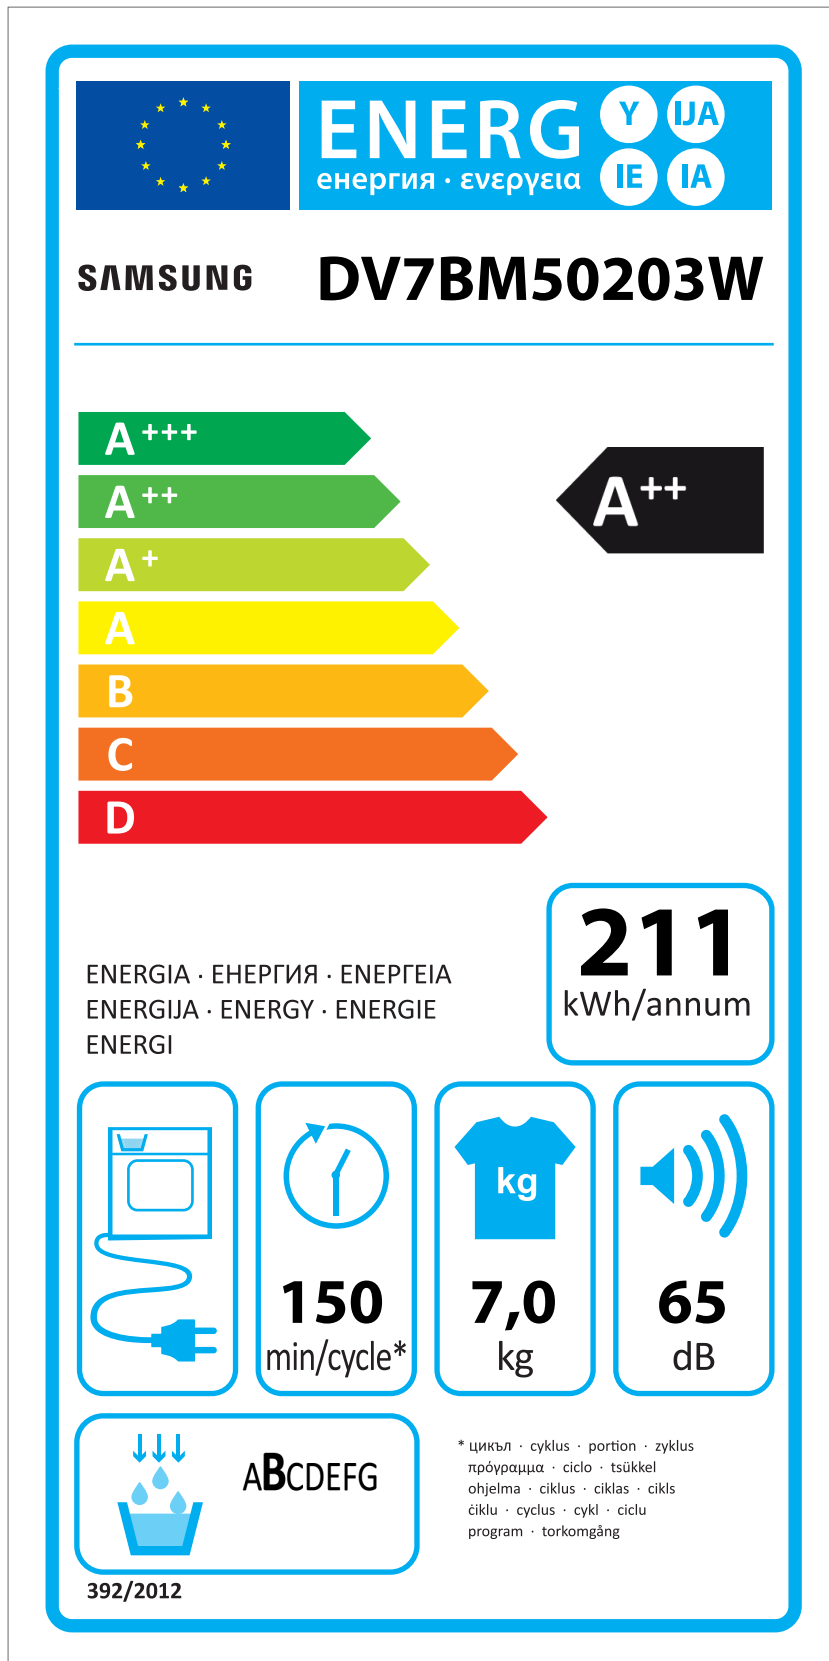 ENERG Y IJA
енергия · ενεργεια IE IA
SAMSUNG DV7BM50203W
A+++
A++
A++
A+
A
B
C
D
211
kWh/annum
ENERGIA · ЕНЕРГИЯ · ΕΝΕΡΓΕΙΑ
ENERGIJA · ENERGY · ENERGIE
ENERGI
kg
150
min/cycle*
7,0
kg
65
dB
ABCDEFG
* цикъл · cyklus · portion · zyklus
πρόγραμμα · ciclo · tsükkel
ohjelma · ciklus · ciklas · cikls
ċiklu · cyclus · cykl · ciclu
program · torkomgång
392/2012